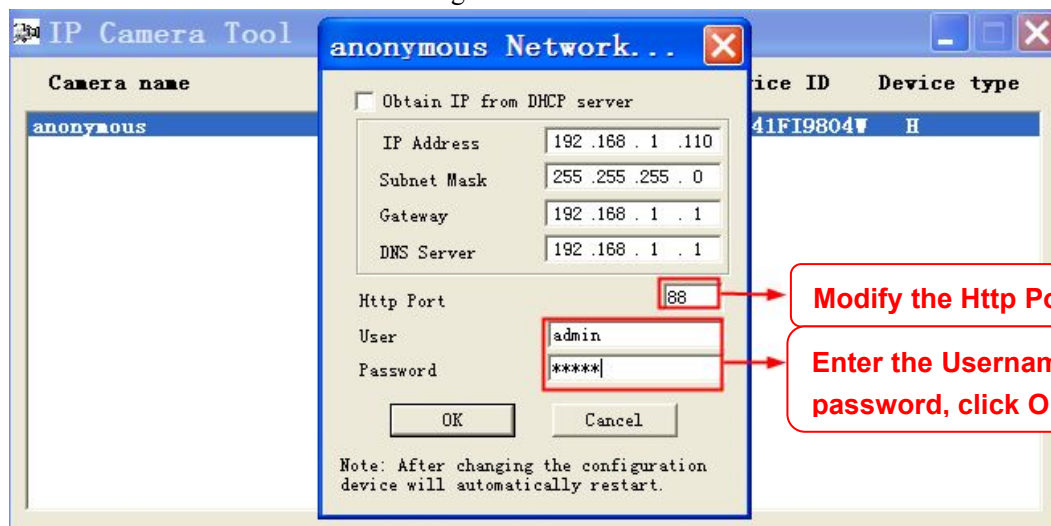 IP Camera Tool
anonymous Network...
Camera name
ice ID Device type
anonymous
41FI9804W H
Obtain IP from DHCP server
IP Address 192 .168 . 1 .110
Subnet Mask 255 .255 .255 . 0
Gateway 192 .168 . 1 . 1
DNS Server 192 .168 . 1 . 1
Http Port 88
Modify the Http Po
User admin
Password *****
Enter the Usernam
password, click O
OK Cancel
Note: After changing the configuration
device will automatically restart.